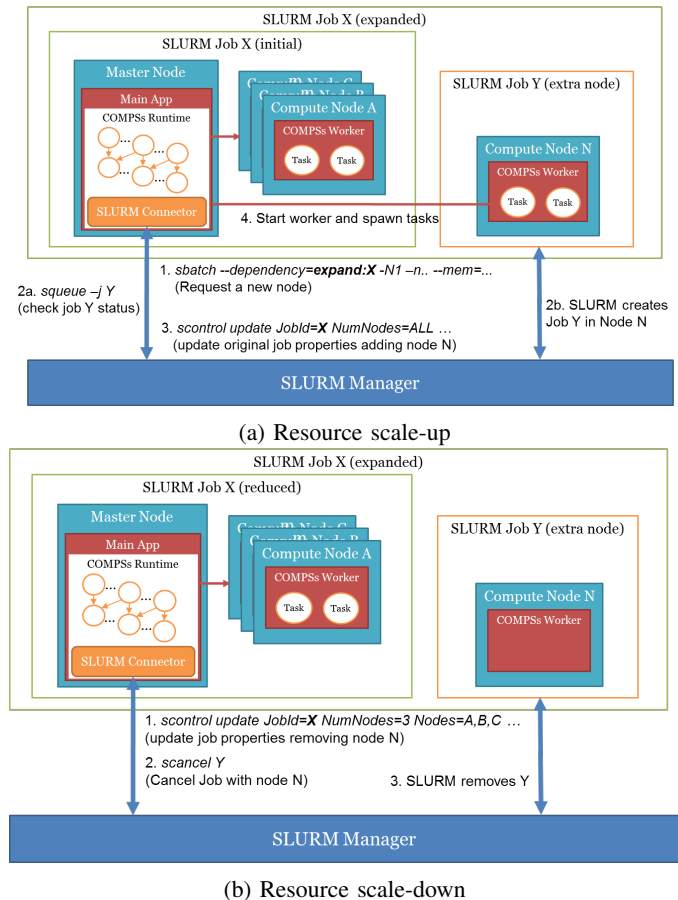 SLURM Job X (expanded)
SLURM Job X (initial)
Master Node
Main App
COMPSs Runtime
...
...
...
...
SLURM Connector
Compute Node A
COMPSs Worker
Task
Task
SLURM Job Y (extra node)
Compute Node N
COMPSs Worker
Task
Task
4. Start worker and spawn tasks
1. sbatch --dependency=expand:X -N1 –n.. --mem=...
(Request a new node)
2a. squeue –j Y
(check job Y status)
3. scontrol update JobId=X NumNodes=ALL ...
(update original job properties adding node N)
2b. SLURM creates
Job Y in Node N
SLURM Manager
(a) Resource scale-up
SLURM Job X (expanded)
SLURM Job X (reduced)
Master Node
Main App
COMPSs Runtime
...
...
...
...
SLURM Connector
Compute Node A
COMPSs Worker
Task
Task
SLURM Job Y (extra node)
Compute Node N
COMPSs Worker
1. scontrol update JobId=X NumNodes=3 Nodes=A,B,C ...
(update job properties removing node N)
2. scancel Y
(Cancel Job with node N)
3. SLURM removes Y
SLURM Manager
(b) Resource scale-down